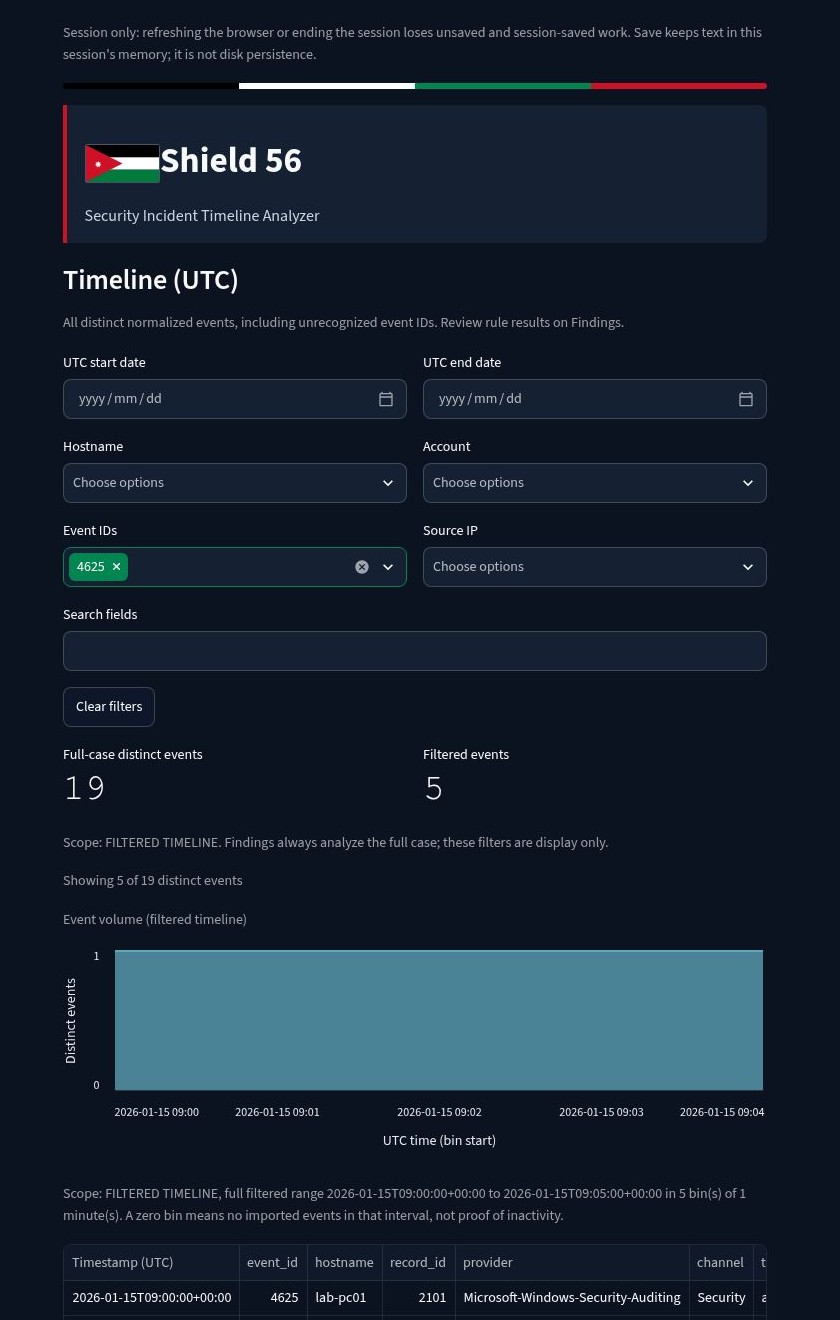 Session only: refreshing the browser or ending the session loses unsaved and session-saved work. Save keeps text in this
session's memory; it is not disk persistence.
Shield 56
Security Incident Timeline Analyzer
Timeline (UTC)
All distinct normalized events, including unrecognized event IDs. Review rule results on Findings.
UTC start date
UTC end date
yyyy / mm / dd
yyyy / mm / dd
Hostname
Account
Choose options
Choose options
Event IDs
Source IP
4625
Choose options
Search fields
Clear filters
Full-case distinct events
Filtered events
19
5
Scope: FILTERED TIMELINE. Findings always analyze the full case; these filters are display only.
Showing 5 of 19 distinct events
Event volume (filtered timeline)
Distinct events
1
0
2026-01-15 09:00
2026-01-15 09:01
2026-01-15 09:02
2026-01-15 09:03
2026-01-15 09:04
UTC time (bin start)
Scope: FILTERED TIMELINE, full filtered range 2026-01-15T09:00:00+00:00 to 2026-01-15T09:05:00+00:00 in 5 bin(s) of 1
minute(s). A zero bin means no imported events in that interval, not proof of inactivity.
Timestamp (UTC) event_id hostname record_id provider channel
2026-01-15T09:00:00+00:00 4625 lab-pc01 2101 Microsoft-Windows-Security-Auditing Security